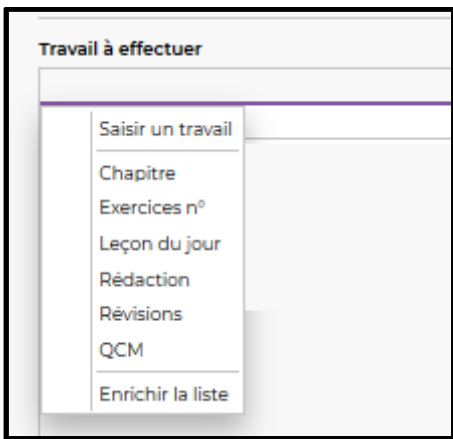 Travail à effectuer
Saisir un travail
Chapitre
Exercices n°
Leçon du jour
Rédaction
Révisions
QCM
Enrichir la liste